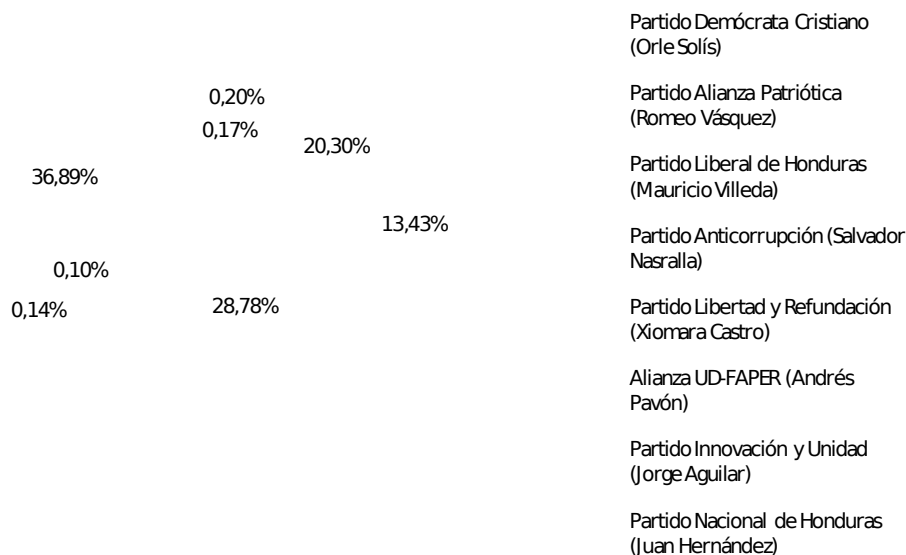 0,20%
0,17%
20,30%
36,89%
13,43%
0,10%
0,14%
28,78%
Partido Demócrata Cristiano
(Orle Solís)
Partido Alianza Patriótica
(Romeo Vásquez)
Partido Liberal de Honduras
(Mauricio Villeda)
Partido Anticorrupción (Salvador
Nasralla)
Partido Libertad y Refundación
(Xiomara Castro)
Alianza UD-FAPER (Andrés
Pavón)
Partido Innovación y Unidad
(Jorge Aguilar)
Partido Nacional de Honduras
(Juan Hernández)